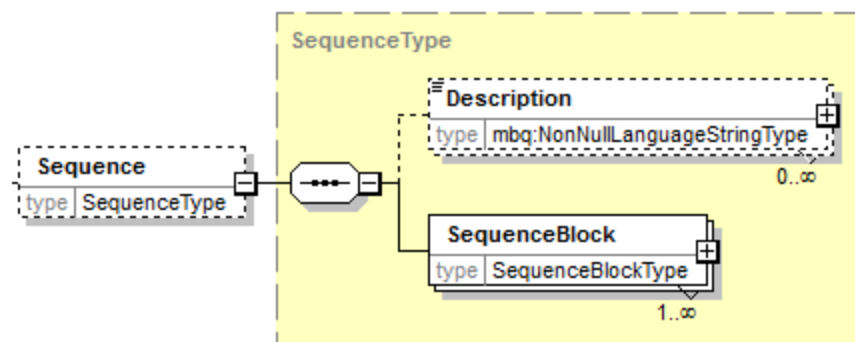 SequenceType
Description
type mbq:NonNullLanguageStringType
0..∞
Sequence
type SequenceType
SequenceBlock
type SequenceBlockType
1..∞